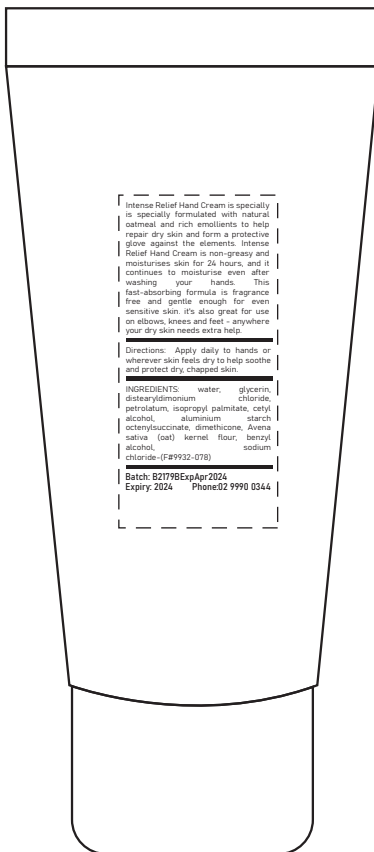 Intense Relief Hand Cream is specially
is specially formulated with natural
oatmeal and rich emollients to help
repair dry skin and form a protective
glove against the elements. Intense
Relief Hand Cream is non-greasy and
moisturises skin for 24 hours, and it
continues to moisturise even after
washing your hands. This
fast-absorbing formula is fragrance
free and gentle enough for even
sensitive skin. it's also great for use
on elbows, knees and feet - anywhere
your dry skin needs extra help.
Directions: Apply daily to hands or
wherever skin feels dry to help soothe
and protect dry, chapped skin.
INGREDIENTS: water, glycerin,
distearyldimonium chloride,
petrolatum, isopropyl palmitate, cetyl
alcohol, aluminium starch
octenylsuccinate, dimethicone, Avena
sativa (oat) kernel flour, benzyl
alcohol, sodium
chloride-(F#9932-078)
Batch: B2179BExpApr2024
Expiry: 2024 Phone:02 9990 0344